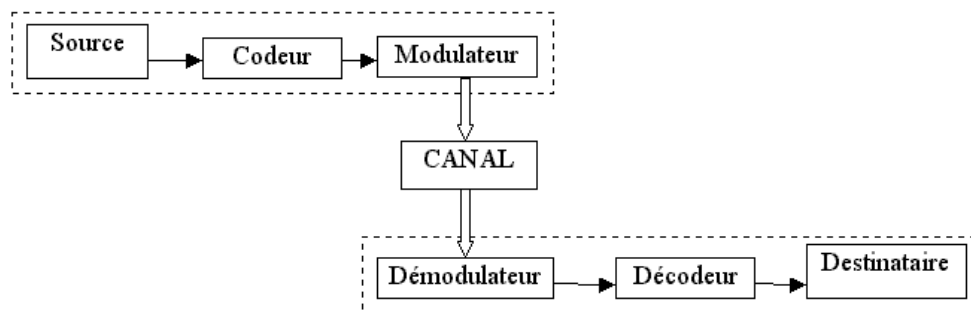 Source
Codeur
Modulateur
CANAL
Démodulateur
Décodeur
Destinataire